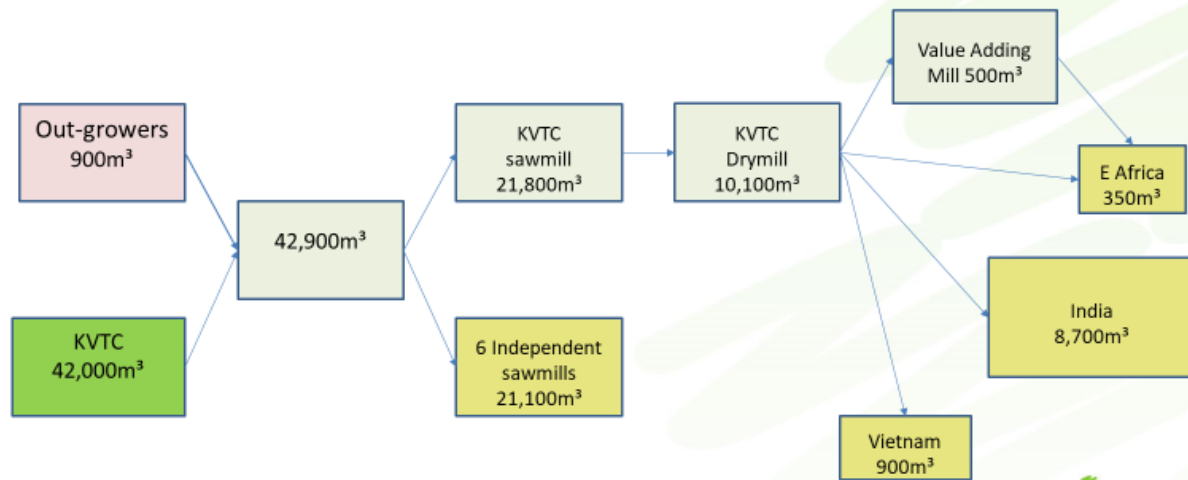 Out-growers
900m³
KVTC
42,000m³
42,900m³
KVTC
sawmill
21,800m³
6 Independent
sawmills
21,100m³
KVTC
Drymill
10,100m³
Value Adding
Mill 500m³
E Africa
350m³
India
8,700m³
Vietnam
900m³